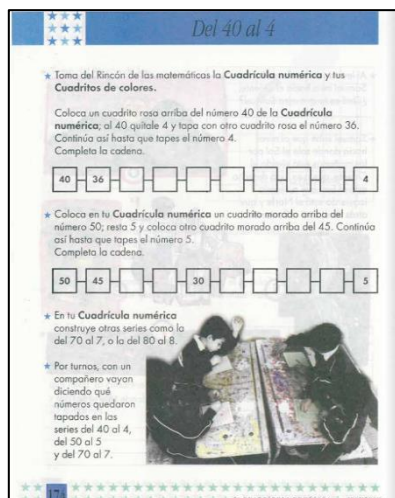 Del 40 al 4
Toma del Rincón de las matemáticas la Cuadrícula numérica y tus
Cuadritos de colores.
Coloca un cuadrito rosa arriba del número 40 de la Cuadrícula
numérica; al 40 quítale 4 y tapa con otro cuadrito rosa el número 36.
Continúa así hasta que tapes el número 4.
Completa la cadena.
40 36 4
Coloca en tu Cuadrícula numérica un cuadrito morado arriba del
número 50; resta 5 y coloca otro cuadrito morado arriba del 45. Continúa
así hasta que tapes el número 5.
Completa la cadena.
50 45 30 5
En tu Cuadrícula numérica
construye otras series como la
del 70 al 7, o la del 80 al 8.
Por turnos, con un
compañero vayan
diciendo qué
números quedaron
tapados en las
series del 40 al 4,
del 50 al 5
y del 70 al 7.